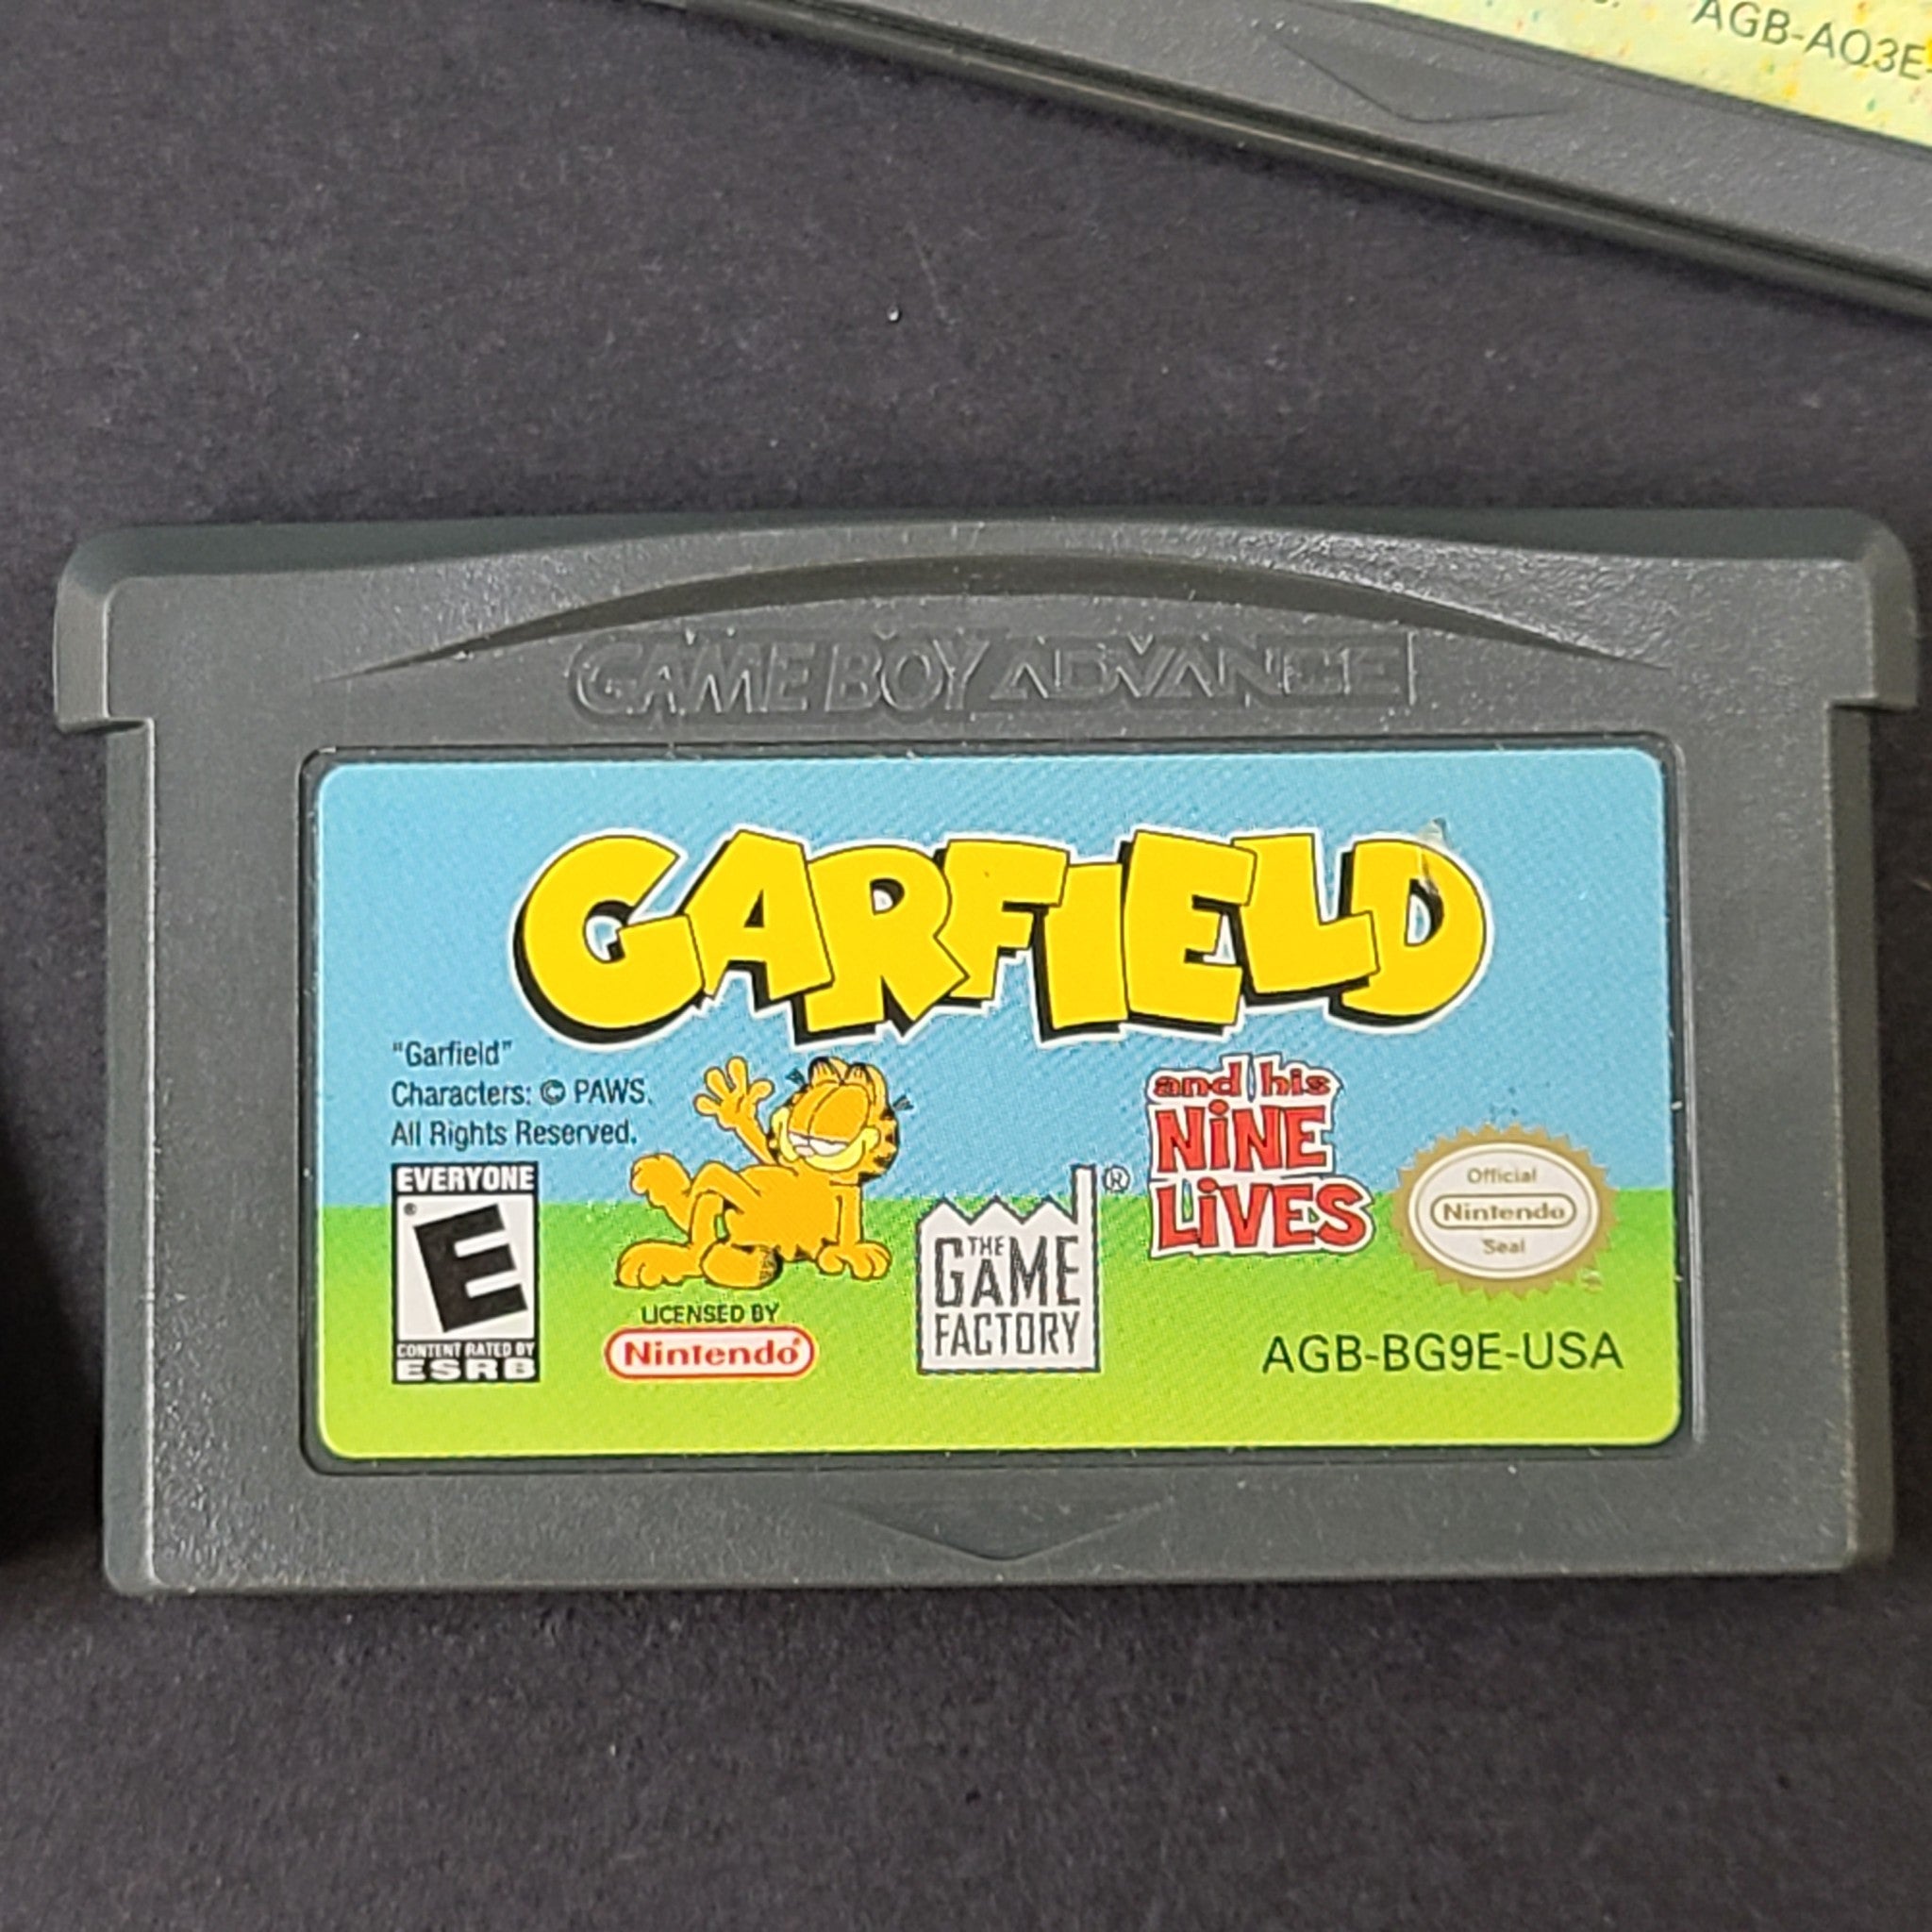 AGB-AQ3E-
GAME BOY ADVANCE
GARFIELD
and his
NiNE
LiVES
"Garfield"
Characters: © PAWS.
All Rights Reserved.
EVERYONE
E
®
CONTENT RATED BY
ESRB
LICENSED BY
Nintendo®
THE
GAME
FACTORY
®
Official
Nintendo
Seal
AGB-BG9E-USA